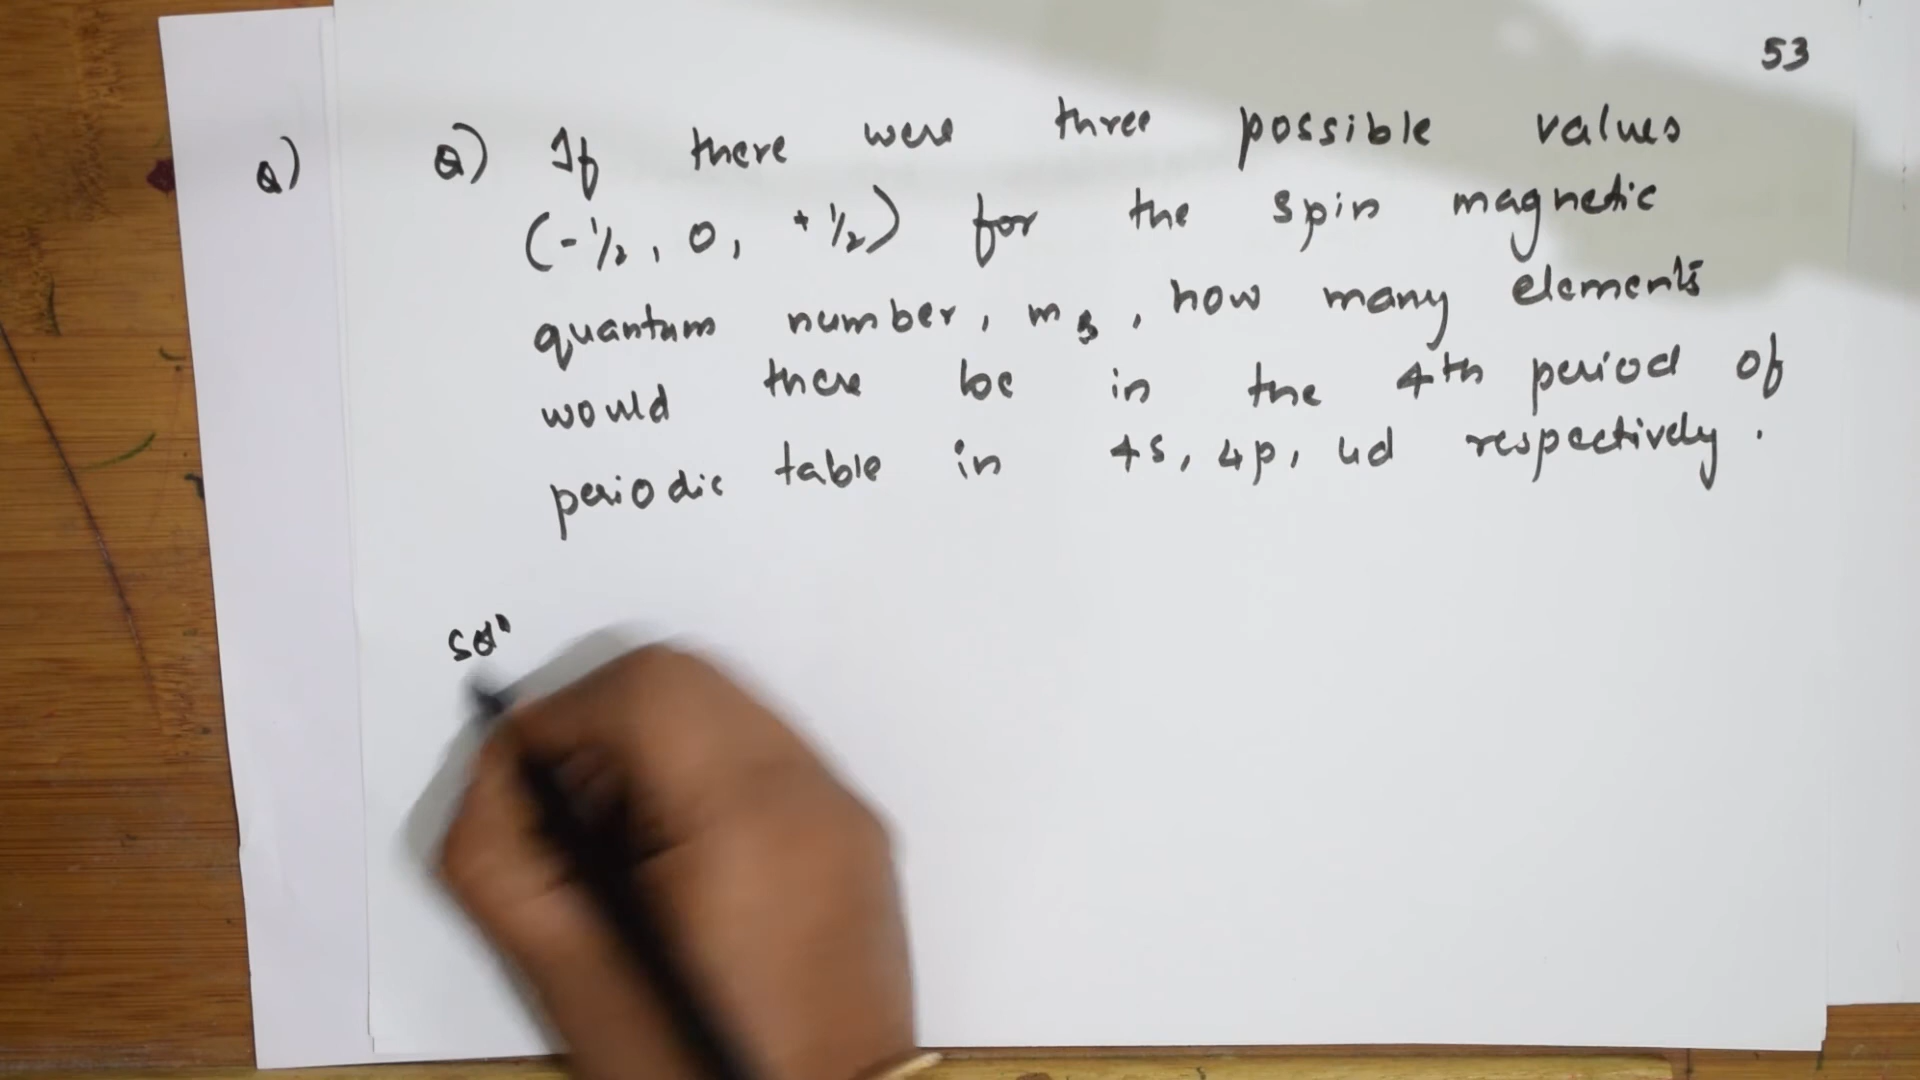 53
Q) Q) If there were three possible values
(-1/2, 0, +1/2) for the spin magnetic
quantum number, ms, how many elements
would there be in the 4th period of
periodic table in 4s, 4p, 4d respectively.
Solⁿ